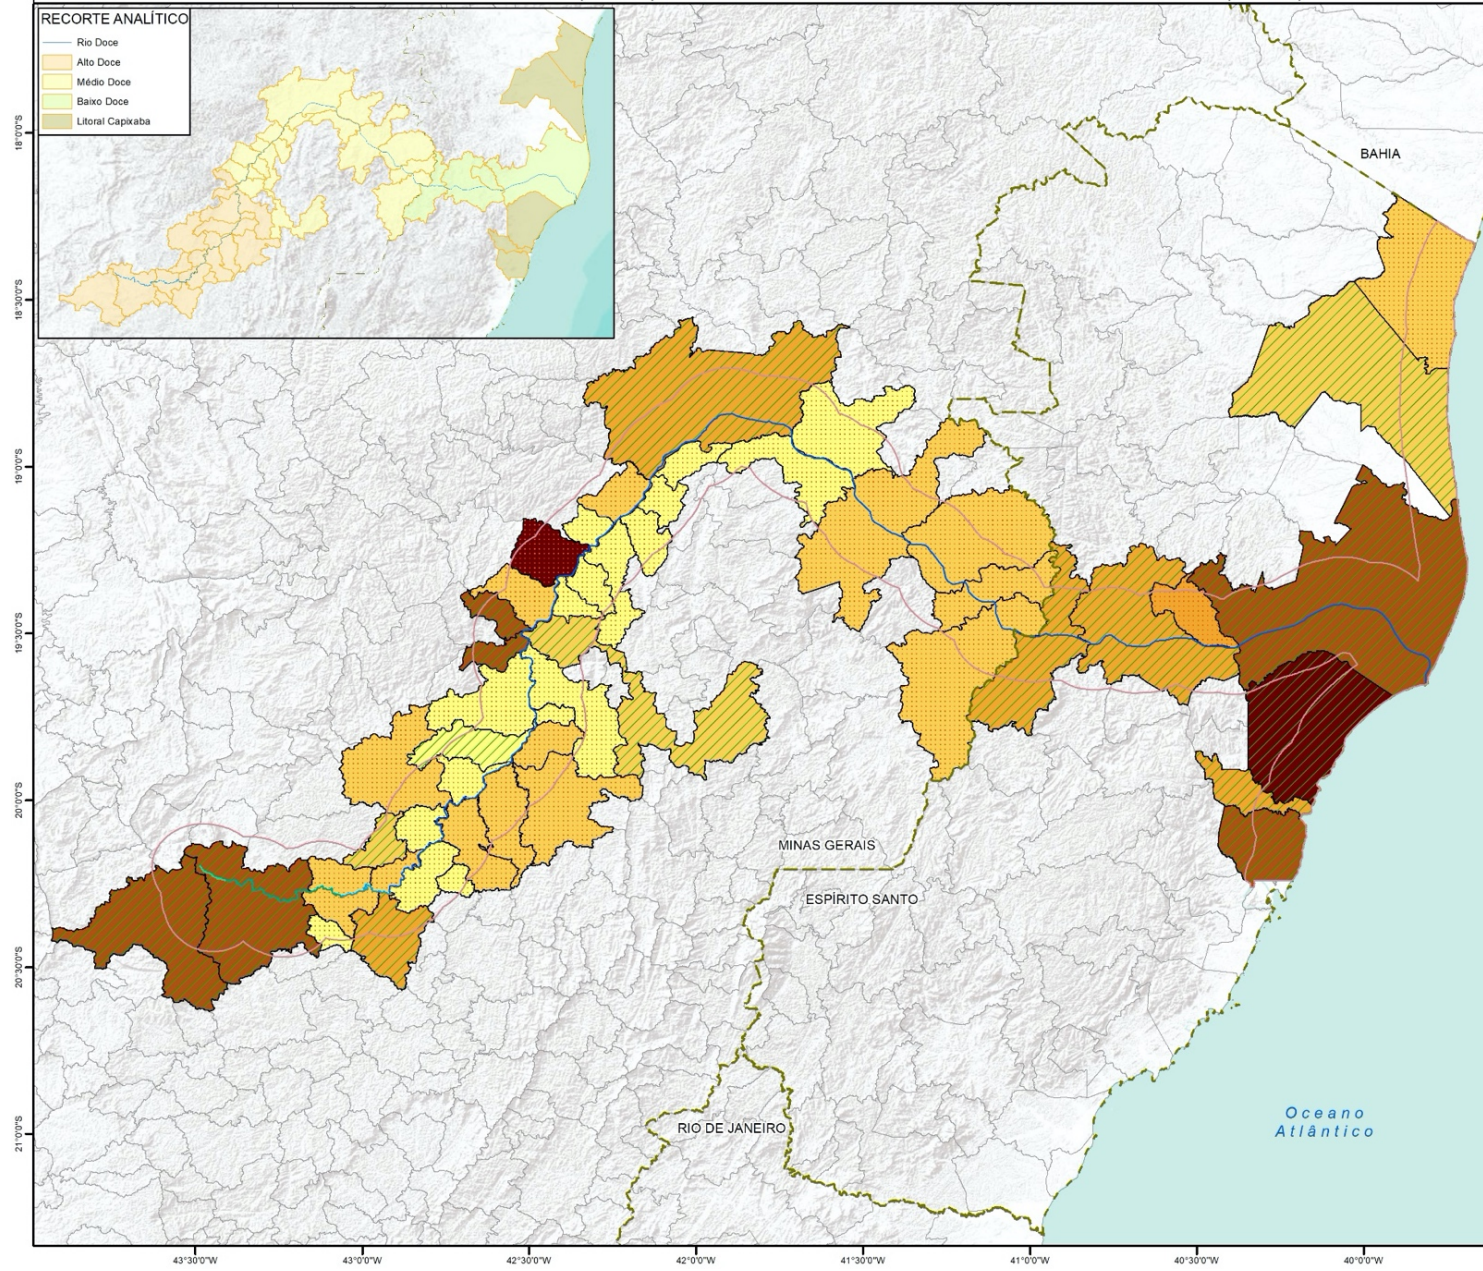 RECORTE ANALÍTICO
Rio Doce
Alto Doce
Médio Doce
Baixo Doce
Litoral Capixaba
18°0'0"S
BAHIA
18°30'0"S
19°0'0"S
19°30'0"S
20°0'0"S
MINAS GERAIS
ESPÍRITO SANTO
20°30'0"S
RIO DE JANEIRO
Oceano
Atlântico
21°0'0"S
43°30'0"W 43°0'0"W 42°30'0"W 42°0'0"W 41°30'0"W 41°0'0"W 40°30'0"W 40°0'0"W